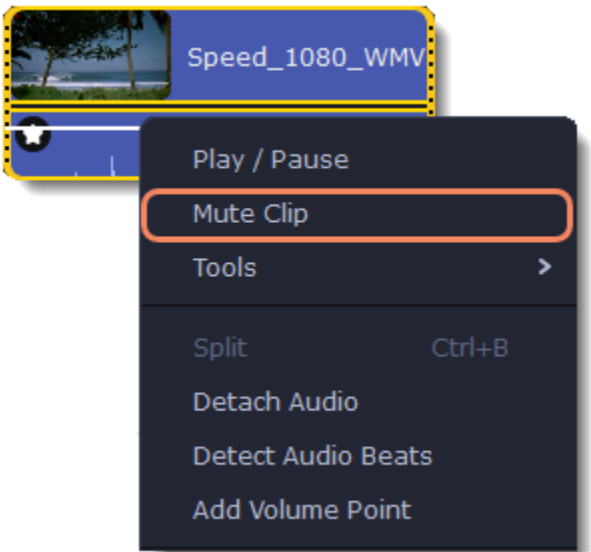 Speed_1080_WMV
Play / Pause
Mute Clip
Tools
Split Ctrl+B
Detach Audio
Detect Audio Beats
Add Volume Point